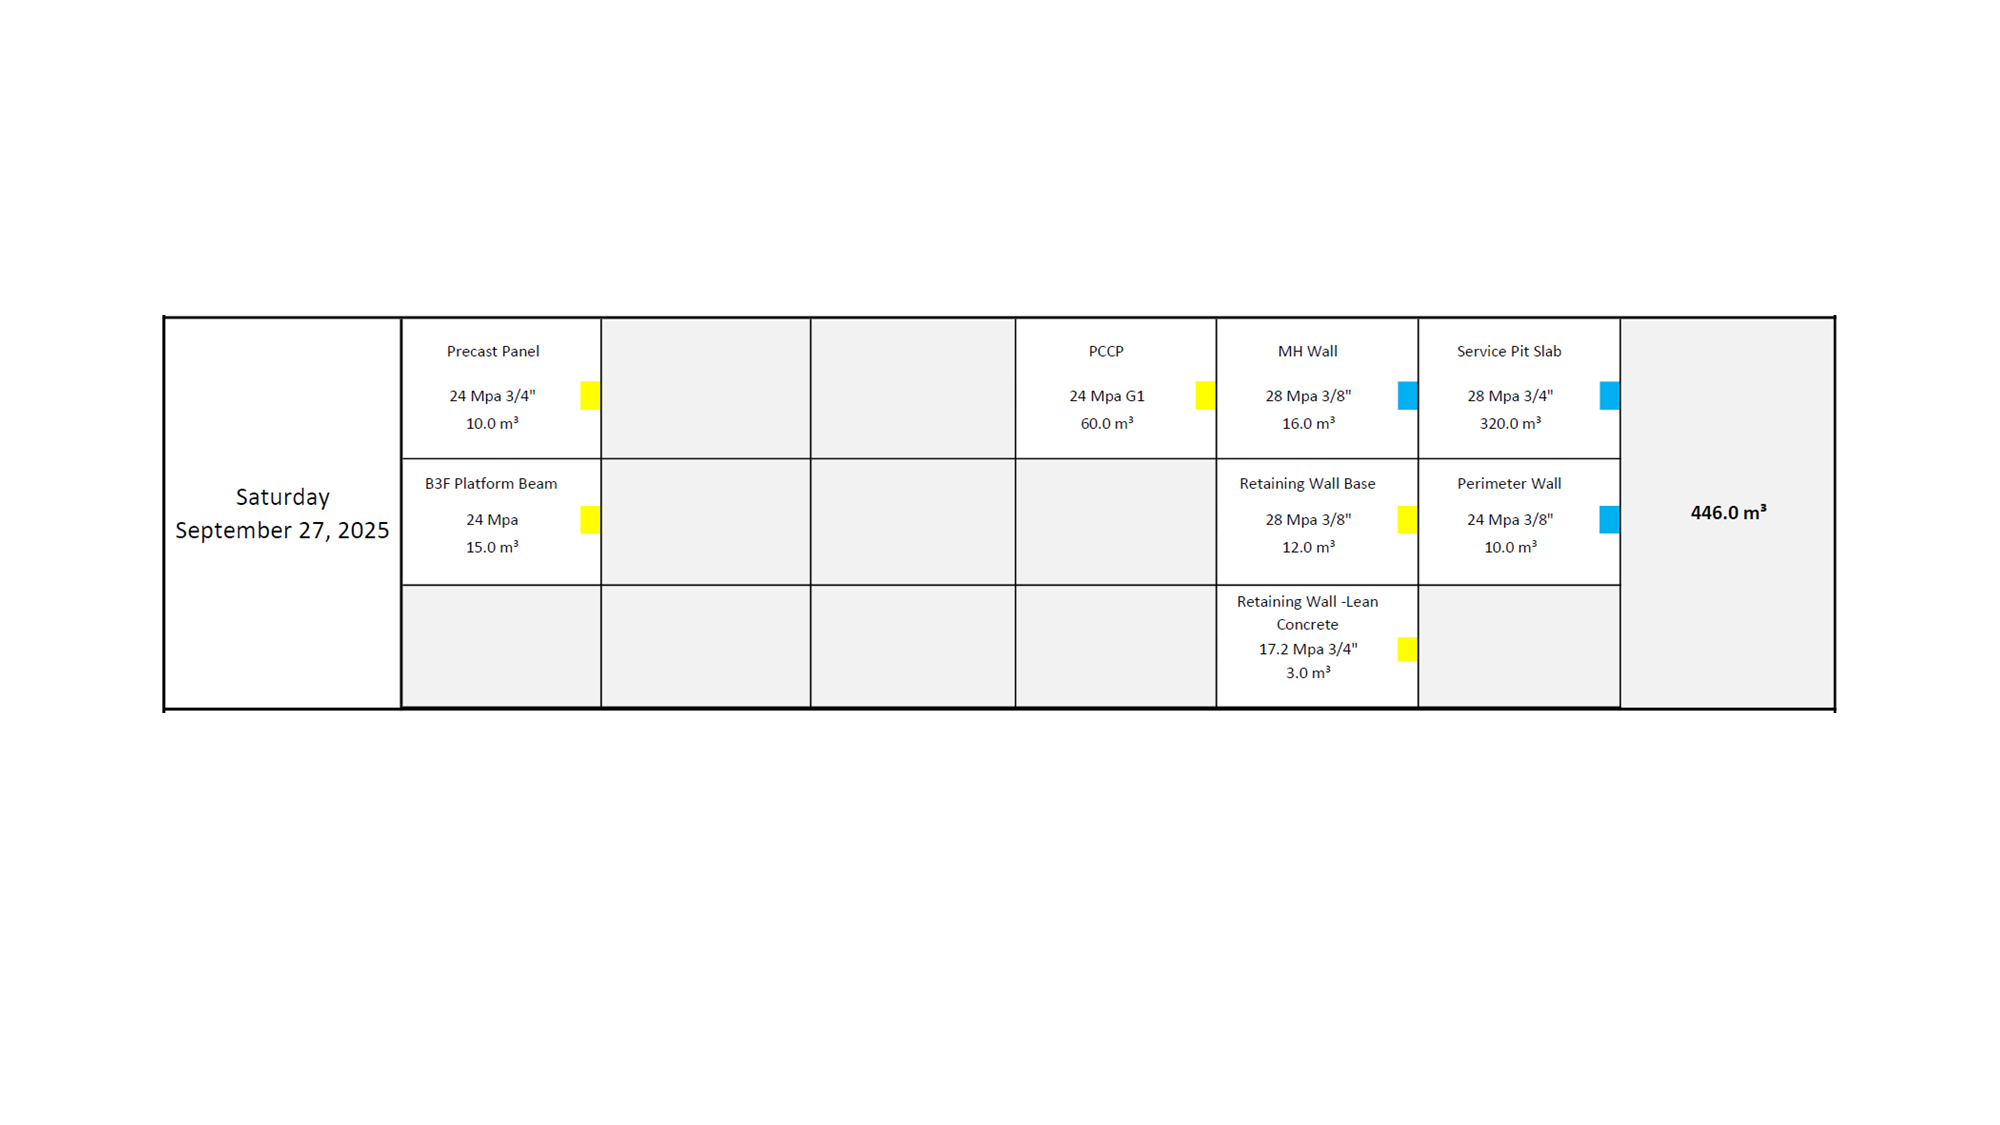 Saturday
September 27, 2025
Precast Panel
24 Mpa 3/4"
10.0 m³
PCCP
24 Mpa G1
60.0 m³
MH Wall
28 Mpa 3/8"
16.0 m³
Service Pit Slab
28 Mpa 3/4"
320.0 m³
B3F Platform Beam
24 Mpa
15.0 m³
Retaining Wall Base
28 Mpa 3/8"
12.0 m³
Perimeter Wall
24 Mpa 3/8"
10.0 m³
Retaining Wall -Lean
Concrete
17.2 Mpa 3/4"
3.0 m³
446.0 m³